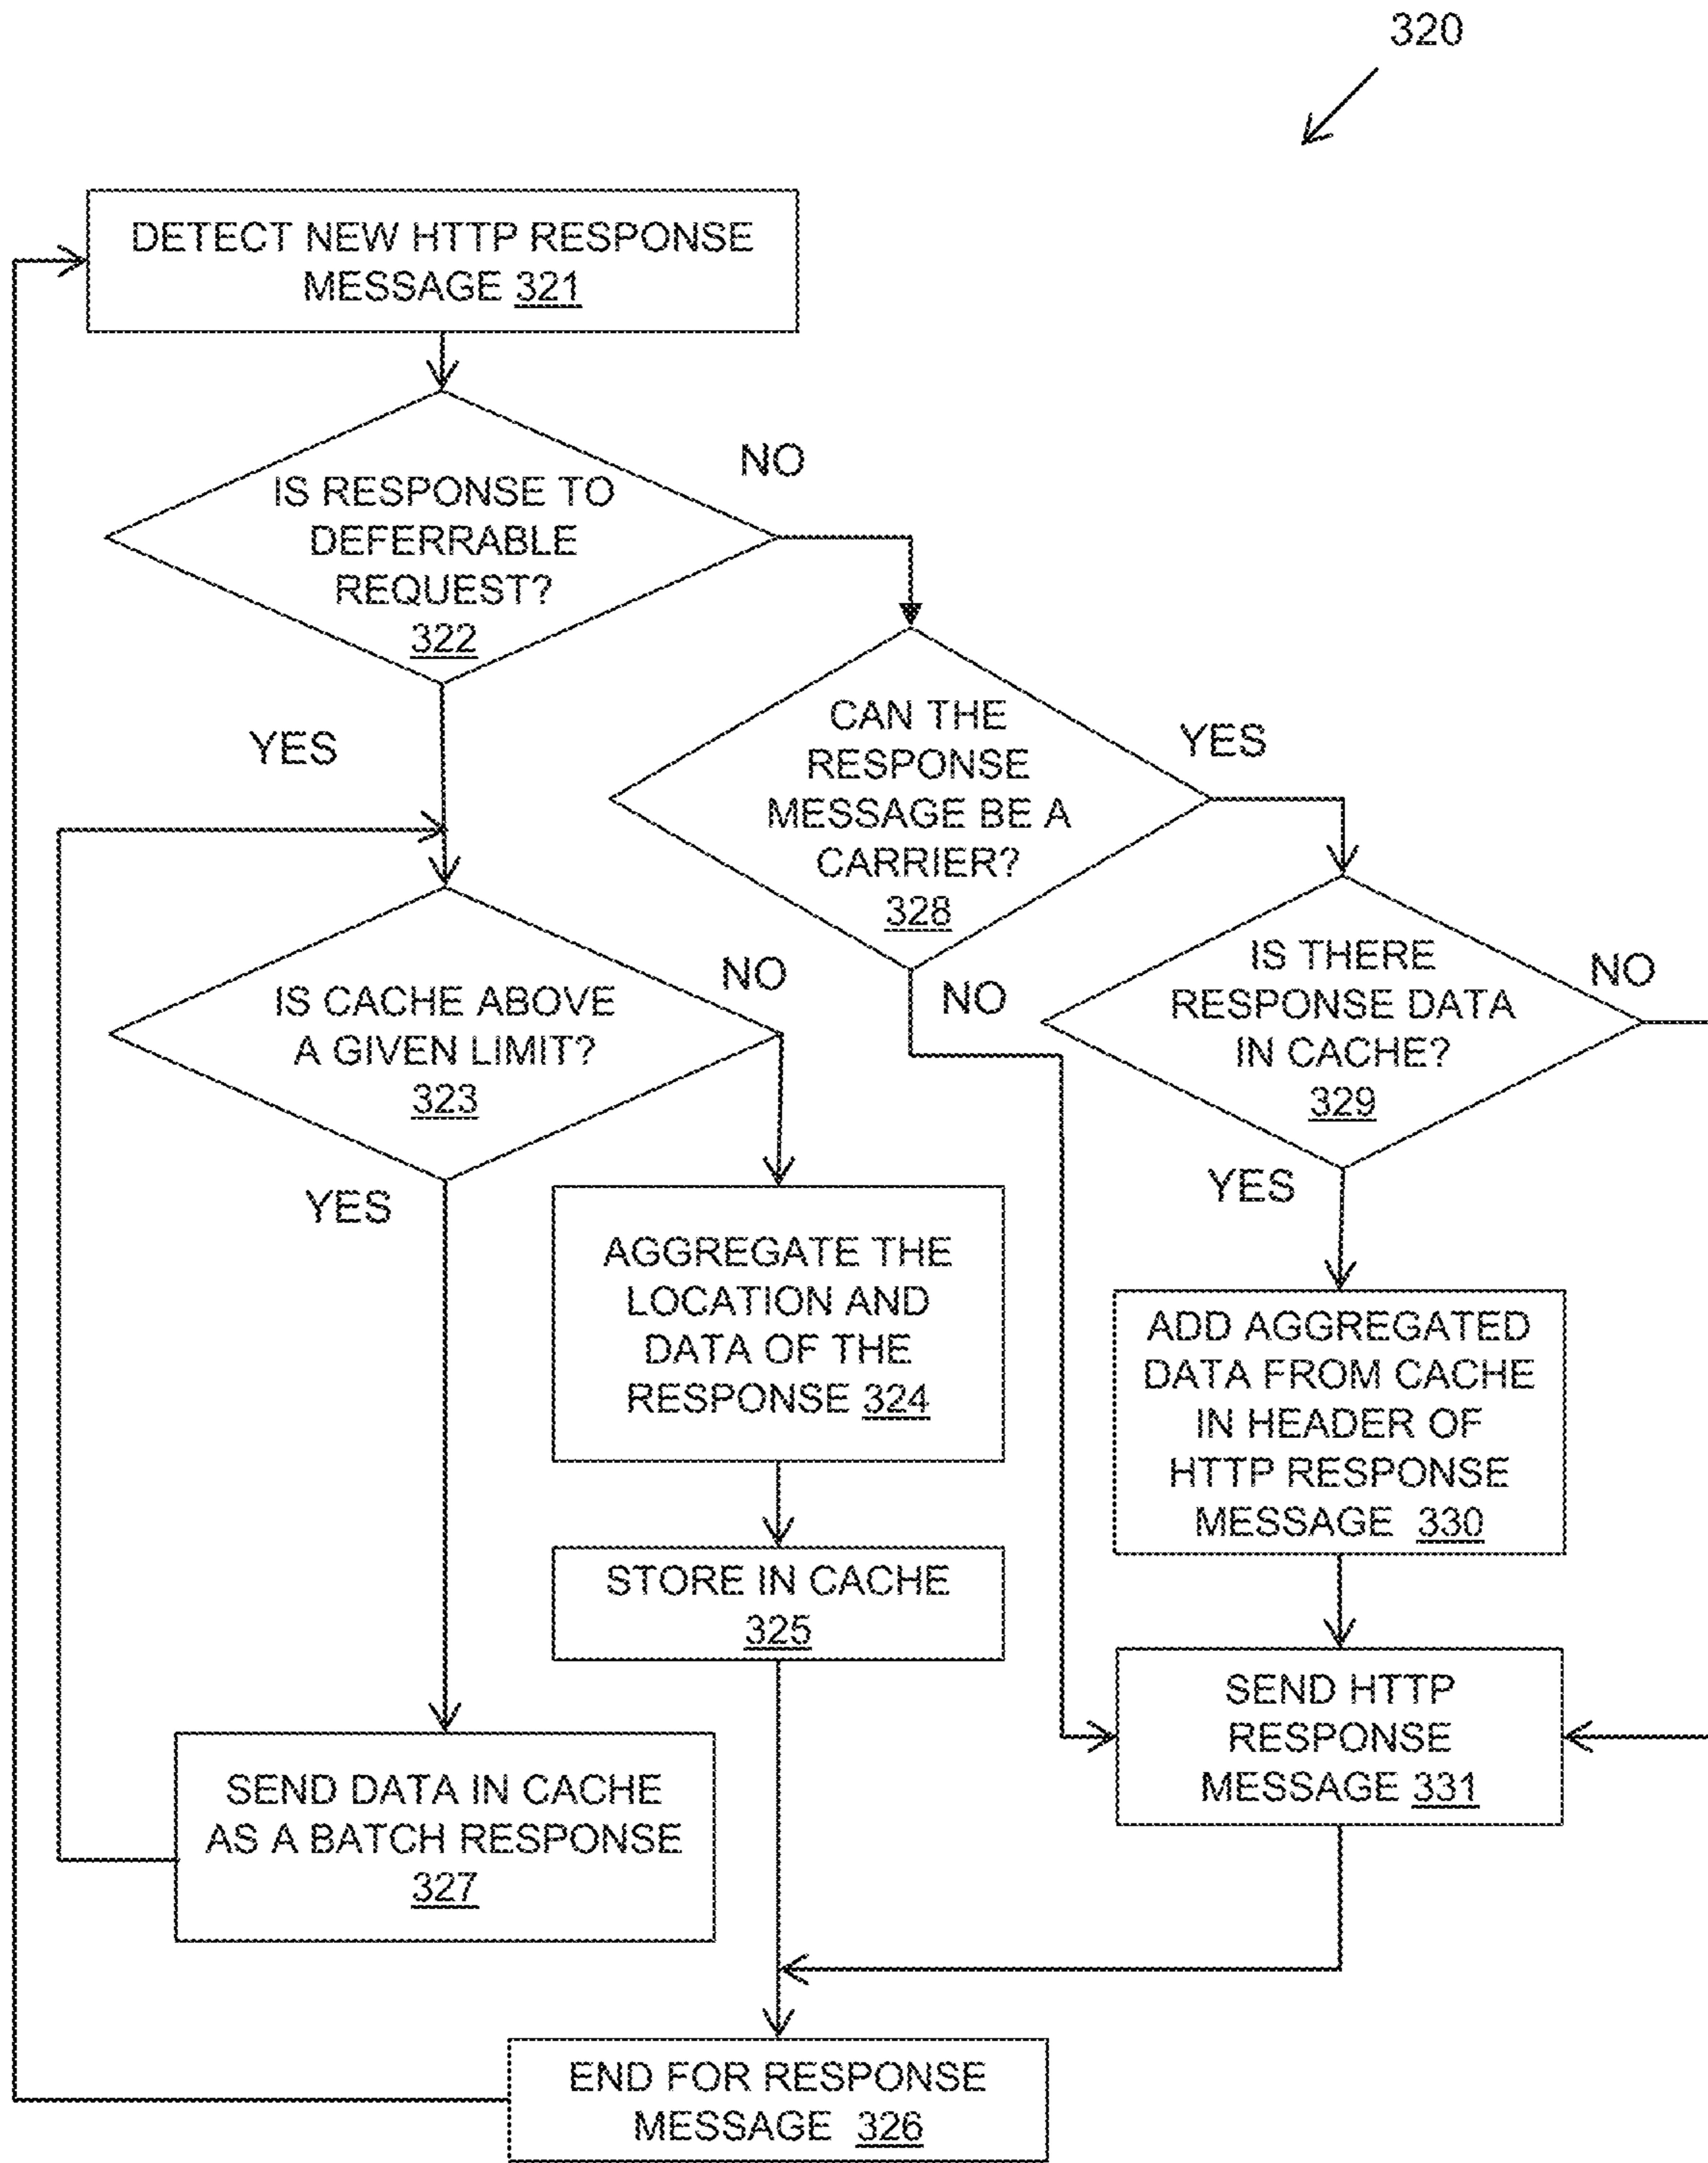 320
DETECT NEW HTTP RESPONSE
MESSAGE 321
NO
IS RESPONSE TO
DEFERRABLE
REQUEST?
322
YES
CAN THE
RESPONSE
MESSAGE BE A
CARRIER?
328
YES
NO
IS CACHE ABOVE
A GIVEN LIMIT?
323
NO
YES
IS THERE
RESPONSE DATA
IN CACHE?
329
NO
YES
AGGREGATE THE
LOCATION AND
DATA OF THE
RESPONSE 324
ADD AGGREGATED
DATA FROM CACHE
IN HEADER OF
HTTP RESPONSE
MESSAGE 330
STORE IN CACHE
325
SEND HTTP
RESPONSE
MESSAGE 331
SEND DATA IN CACHE
AS A BATCH RESPONSE
327
END FOR RESPONSE
MESSAGE 326